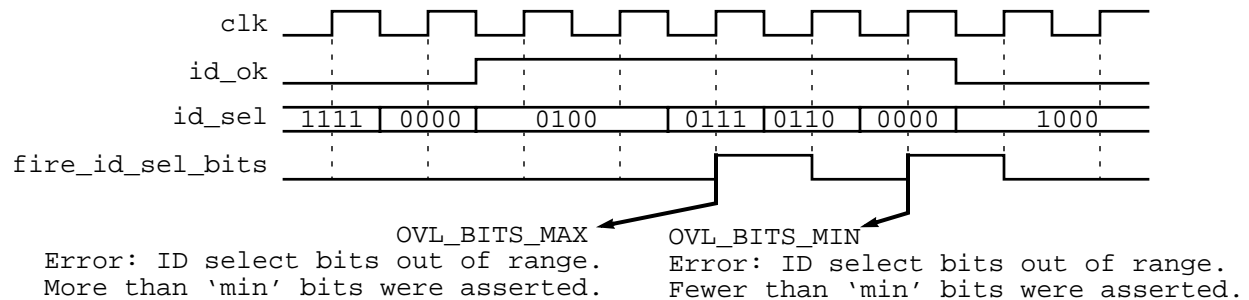 clk
id_ok
id_sel 1111 0000 0100 0111 0110 0000 1000
fire_id_sel_bits
OVL_BITS_MAX
Error: ID select bits out of range.
More than ‘min’ bits were asserted.
OVL_BITS_MIN
Error: ID select bits out of range.
Fewer than ‘min’ bits were asserted.